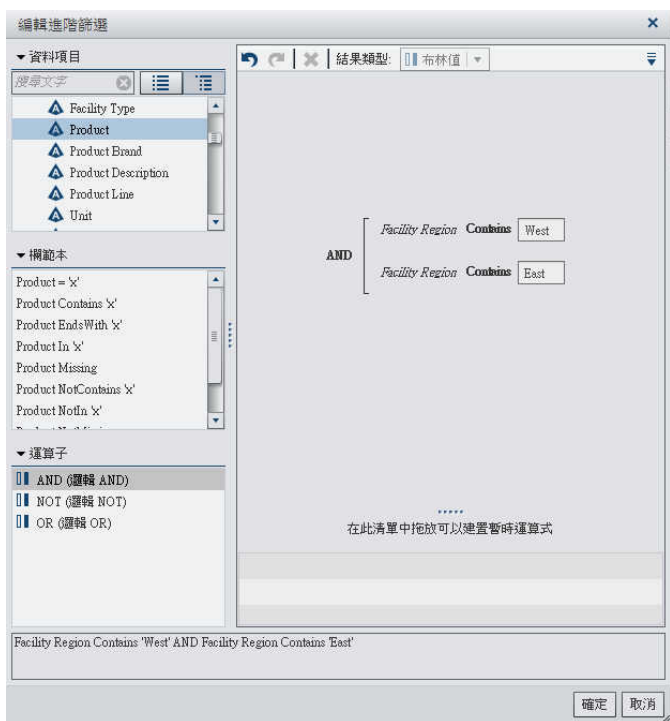 編輯進階篩選
資料項目
搜尋文字
Facility Type
Product
Product Brand
Product Description
Product Line
Unit
欄範本
Product = 'x'
Product Contains 'x'
Product EndsWith 'x'
Product In 'x'
Product Missing
Product NotContains 'x'
Product NotIn 'x'
運算子
AND (邏輯 AND)
NOT (邏輯 NOT)
OR (邏輯 OR)
結果類型: 布林值
Facility Region Contains West
AND
Facility Region Contains East
在此清單中拖放可以建置暫時運算式
Facility Region Contains 'West' AND Facility Region Contains 'East'
確定 取消